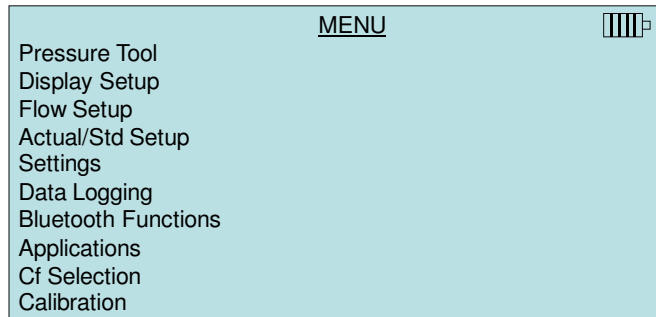 MENU
Pressure Tool
Display Setup
Flow Setup
Actual/Std Setup
Settings
Data Logging
Bluetooth Functions
Applications
Cf Selection
Calibration